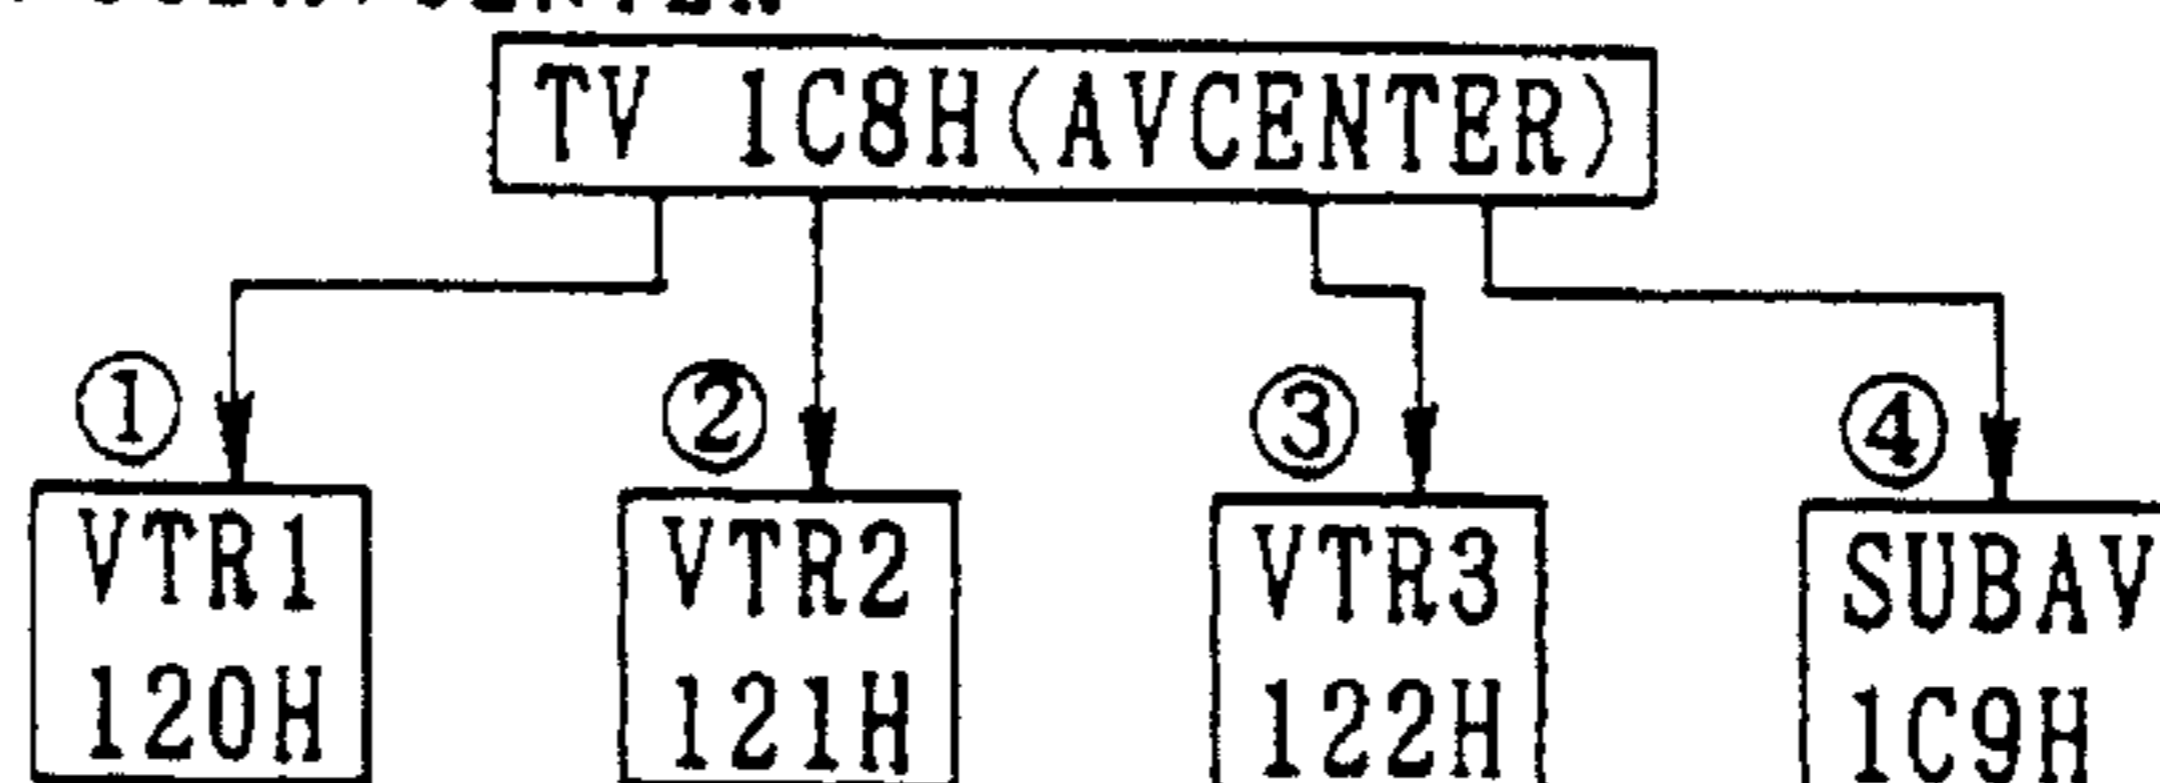 TV 1C8H(AVCENTER)
① ② ③ ④
VTR1 VTR2 VTR3 SUBAV
120H 121H 122H 1C9H